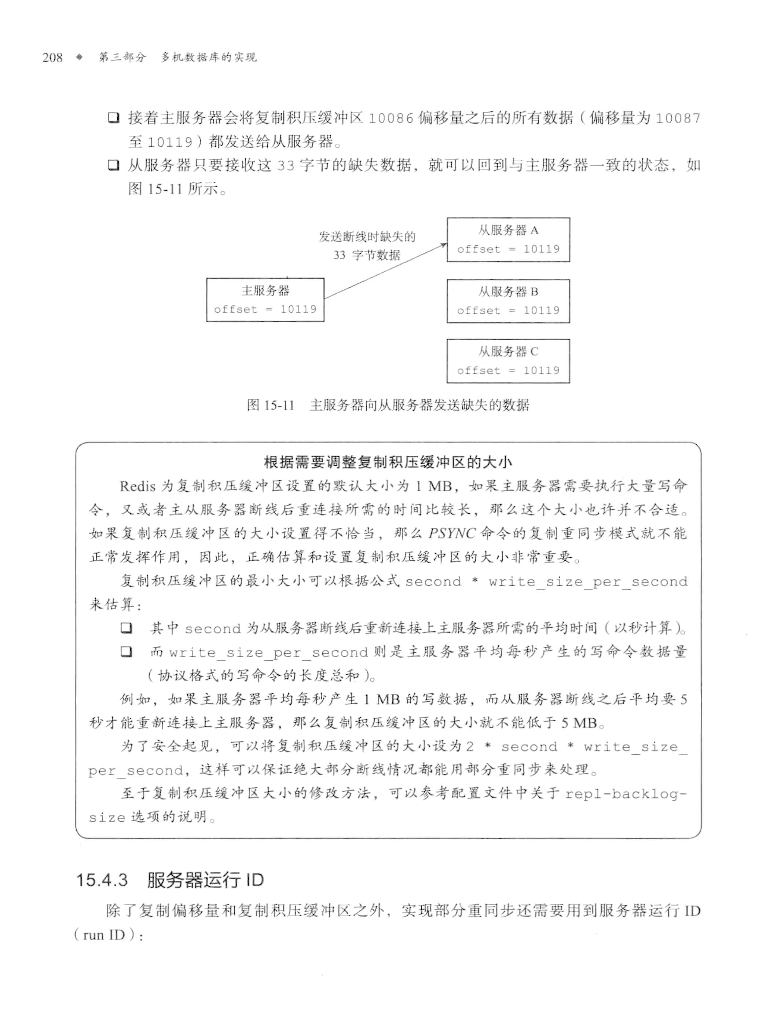 208 ◆ 第三部分 多机数据库的实现
❑ 接着主服务器会将复制积压缓冲区 10086 偏移量之后的所有数据（偏移量为 10087
至 10119）都发送给从服务器。
❑ 从服务器只要接收这 33 字节的缺失数据，就可以回到与主服务器一致的状态，如
图 15-11 所示。
发送断线时缺失的
33 字节数据
从服务器 A
offset = 10119
主服务器
offset = 10119
从服务器 B
offset = 10119
从服务器 C
offset = 10119
图 15-11 主服务器向从服务器发送缺失的数据
根据需要调整复制积压缓冲区的大小
Redis 为复制积压缓冲区设置的默认大小为 1 MB，如果主服务器需要执行大量写命
令，又或者主从服务器断线后重连接所需的时间比较长，那么这个大小也许并不合适。
如果复制积压缓冲区的大小设置得不恰当，那么 PSYNC 命令的复制重同步模式就不能
正常发挥作用，因此，正确估算和设置复制积压缓冲区的大小非常重要。
复制积压缓冲区的最小大小可以根据公式 second * write_size_per_second
来估算：
❑ 其中 second 为从服务器断线后重新连接上主服务器所需的平均时间（以秒计算）。
❑ 而 write_size_per_second 则是主服务器平均每秒产生的写命令数据量
（协议格式的写命令的长度总和）。
例如，如果主服务器平均每秒产生 1 MB 的写数据，而从服务器断线之后平均要 5
秒才能重新连接上主服务器，那么复制积压缓冲区的大小就不能低于 5 MB。
为了安全起见，可以将复制积压缓冲区的大小设为 2 * second * write_size_
per_second，这样可以保证绝大部分断线情况都能用部分重同步来处理。
至于复制积压缓冲区大小的修改方法，可以参考配置文件中关于 repl-backlog-
size 选项的说明。
15.4.3 服务器运行 ID
除了复制偏移量和复制积压缓冲区之外，实现部分重同步还需要用到服务器运行 ID
（run ID）：